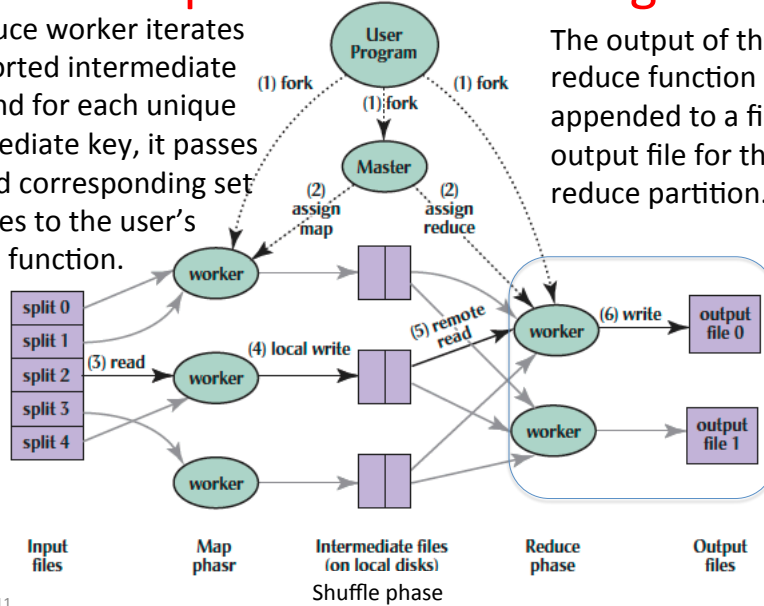 uce worker iterates
orted intermediate
nd for each unique
nediate key, it passes
d corresponding set
es to the user's
function.
The output of th
reduce function
appended to a fi
output file for th
reduce partition.
User
Program
(1) fork
(1) fork
(1) fork
Master
(2)
assign
map
(2)
assign
reduce
split 0
split 1
split 2
split 3
split 4
(3) read
worker
worker
worker
(4) local write
(5) remote
read
worker
worker
(6) write
output
file 0
output
file 1
Input
files
Map
phasr
Intermediate files
(on local disks)
Reduce
phase
Output
files
Shuffle phase